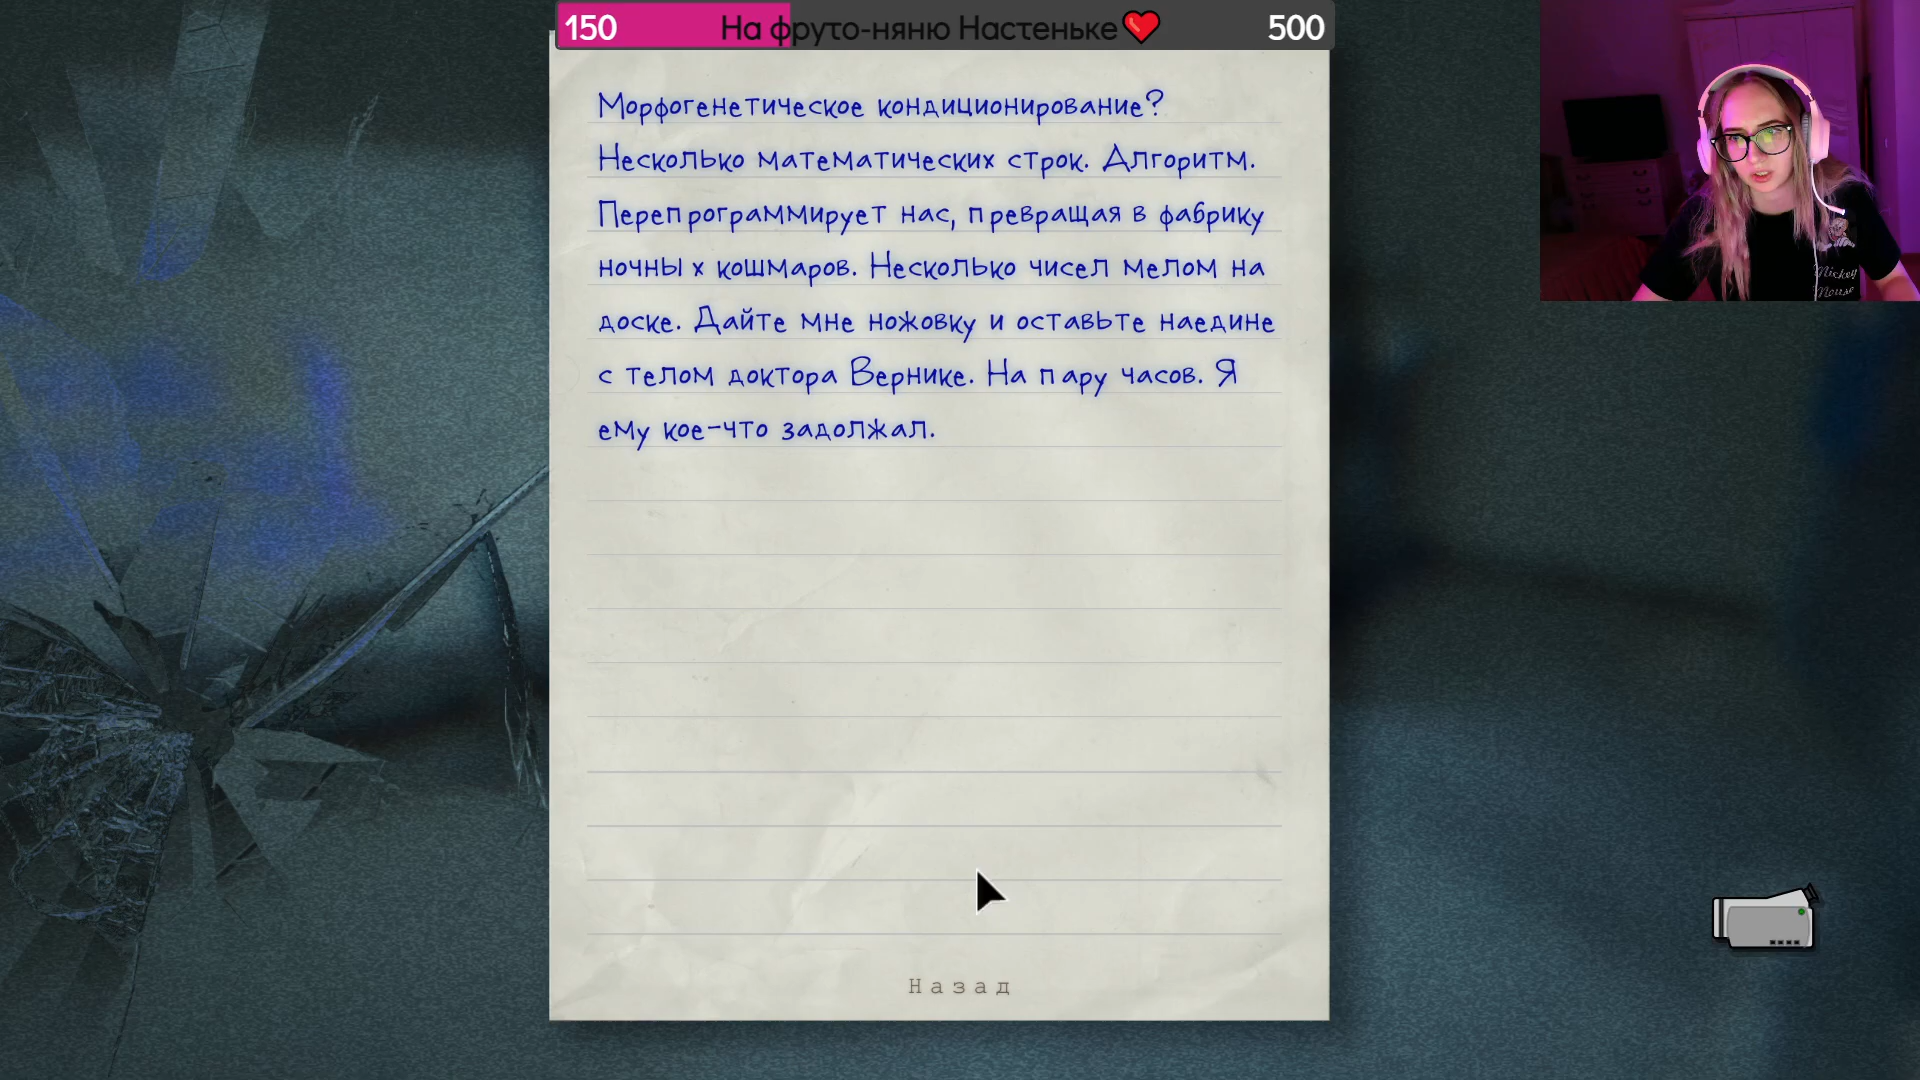 150 На фруто-няню Настеньке 500
Морфогенетическое кондиционирование?
Несколько математических строк. Алгоритм.
Перепрограммирует нас, превращая в фабрику
ночных кошмаров. Несколько чисел мелом на
доске. Дайте мне ножовку и оставьте наедине
с телом доктора Вернике. На пару часов. Я
ему кое-что задолжал.
Назад
Mickey
Mouse